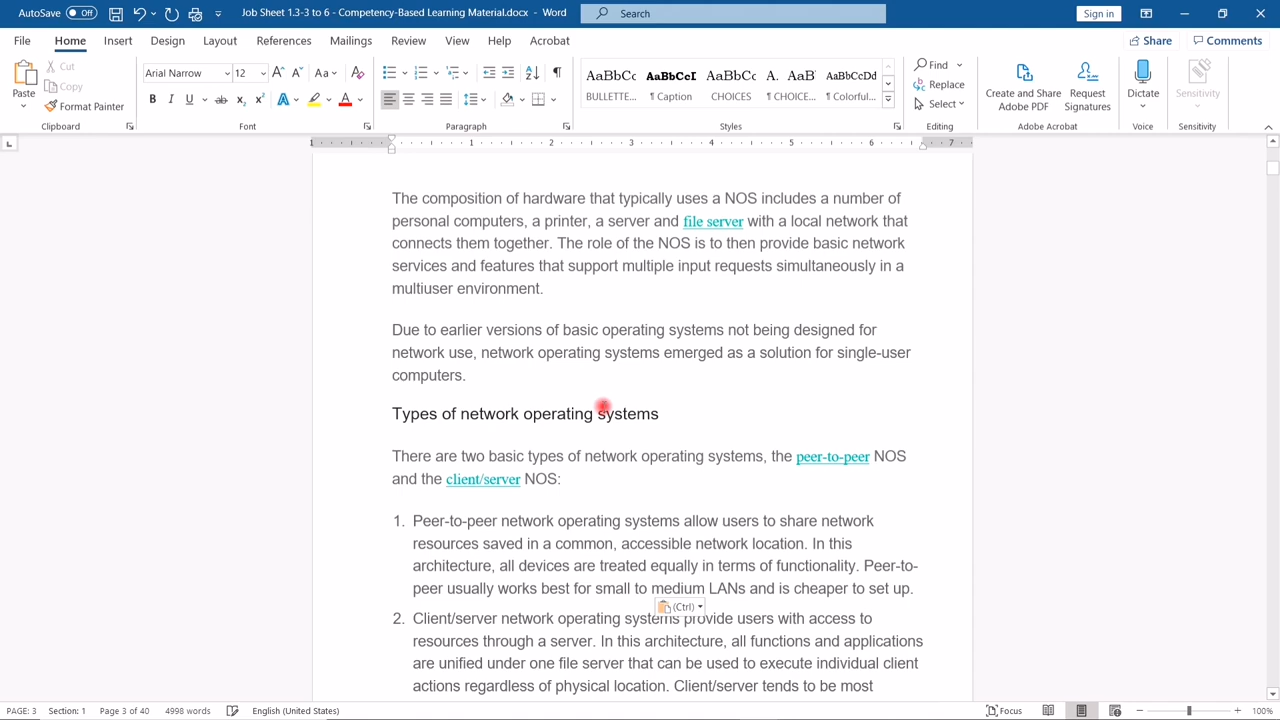 AutoSave Off Job Sheet 1.3-3 to 6 - Competency-Based Learning Material.docx - Word Search Sign in
File Home Insert Design Layout References Mailings Review View Help Acrobat Share Comments
Paste Cut Copy Format Painter
Arial Narrow 12
AaBbCc AaBbCcI AaBbCc A. AaB AaBbCcDd
BULLETTE... ¶ Caption CHOICES ¶ CHOICE... ¶ Colorful...
Find Replace Select
Create and Share Adobe PDF Request Signatures Dictate Sensitivity
Clipboard Font Paragraph Styles Editing Adobe Acrobat Voice Sensitivity
1 1 2 3 4 5 6 7
The composition of hardware that typically uses a NOS includes a number of
personal computers, a printer, a server and file server with a local network that
connects them together. The role of the NOS is to then provide basic network
services and features that support multiple input requests simultaneously in a
multiuser environment.
Due to earlier versions of basic operating systems not being designed for
network use, network operating systems emerged as a solution for single-user
computers.
Types of network operating systems
There are two basic types of network operating systems, the peer-to-peer NOS
and the client/server NOS:
1. Peer-to-peer network operating systems allow users to share network
resources saved in a common, accessible network location. In this
architecture, all devices are treated equally in terms of functionality. Peer-to-
peer usually works best for small to medium LANs and is cheaper to set up.
(Ctrl)
2. Client/server network operating systems provide users with access to
resources through a server. In this architecture, all functions and applications
are unified under one file server that can be used to execute individual client
actions regardless of physical location. Client/server tends to be most
PAGE: 3 Section: 1 Page 3 of 40 4998 words English (United States) Focus 100%